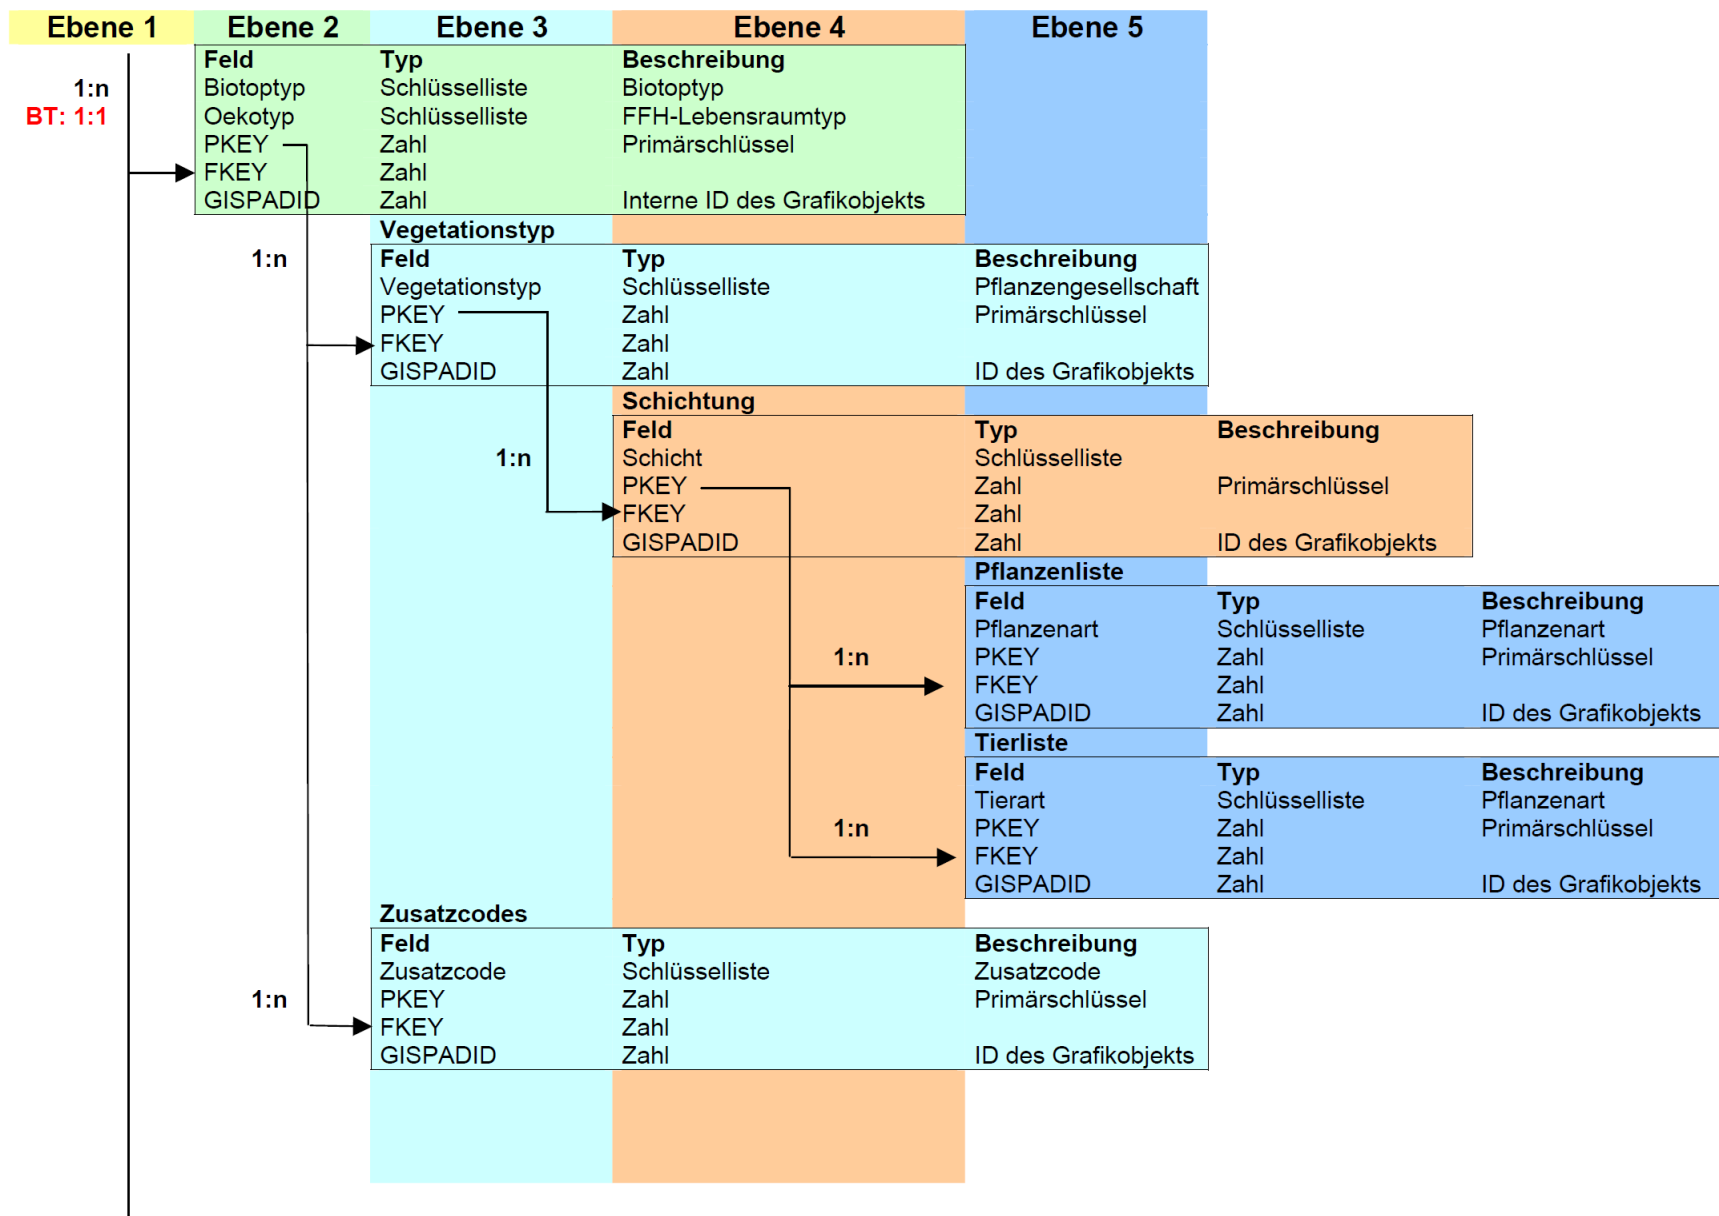 Ebene 1 Ebene 2 Ebene 3 Ebene 4 Ebene 5
Feld Typ Beschreibung
1:n Biotoptyp Schlüsselliste Biotoptyp
BT: 1:1 Oekotyp Schlüsselliste FFH-Lebensraumtyp
PKEY Zahl Primärschlüssel
FKEY Zahl
GISPADID Zahl Interne ID des Grafikobjekts
Vegetationstyp
1:n Feld Typ Beschreibung
Vegetationstyp Schlüsselliste Pflanzengesellschaft
PKEY Zahl Primärschlüssel
FKEY Zahl
GISPADID Zahl ID des Grafikobjekts
Schichtung
Feld Typ Beschreibung
1:n Schicht Schlüsselliste
PKEY Zahl Primärschlüssel
FKEY Zahl
GISPADID Zahl ID des Grafikobjekts
Pflanzenliste
Feld Typ Beschreibung
Pflanzenart Schlüsselliste Pflanzenart
1:n PKEY Zahl Primärschlüssel
FKEY Zahl
GISPADID Zahl ID des Grafikobjekts
Tierliste
Feld Typ Beschreibung
Tierart Schlüsselliste Pflanzenart
1:n PKEY Zahl Primärschlüssel
FKEY Zahl
GISPADID Zahl ID des Grafikobjekts
Zusatzcodes
Feld Typ Beschreibung
Zusatzcode Schlüsselliste Zusatzcode
1:n PKEY Zahl Primärschlüssel
FKEY Zahl
GISPADID Zahl ID des Grafikobjekts